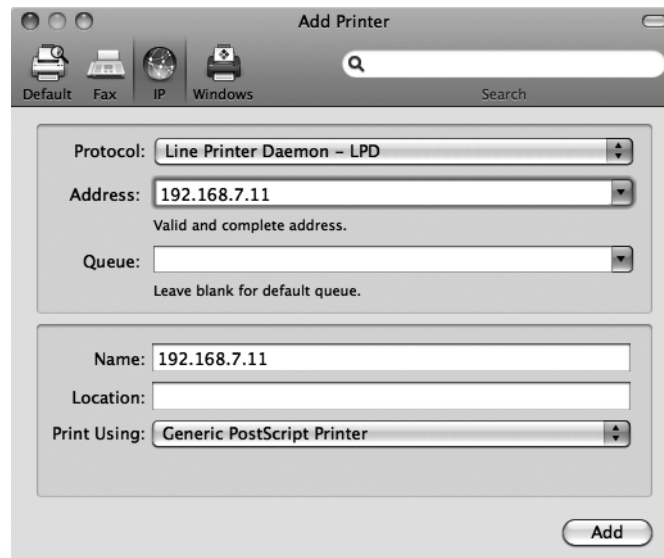 Add Printer
Default Fax IP Windows Search
Protocol: Line Printer Daemon – LPD
Address: 192.168.7.11
Valid and complete address.
Queue:
Leave blank for default queue.
Name: 192.168.7.11
Location:
Print Using: Generic PostScript Printer
Add